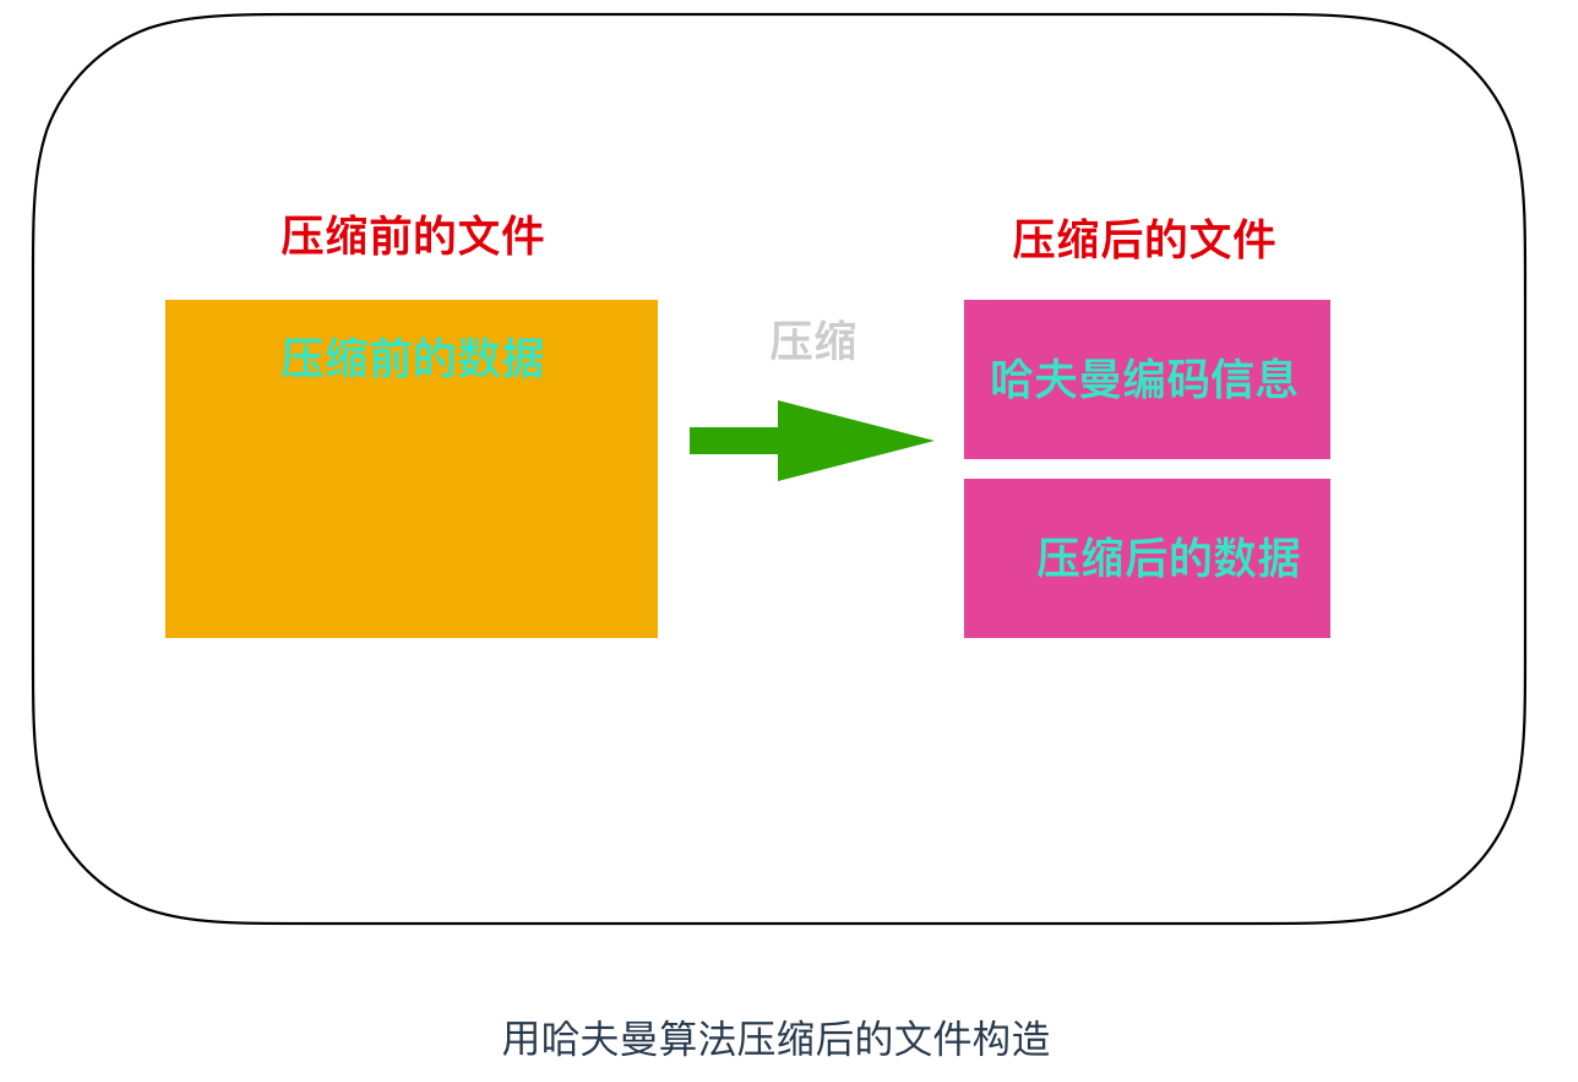 压缩前的文件
压缩后的文件
压缩前的数据
压缩
哈夫曼编码信息
压缩后的数据
用哈夫曼算法压缩后的文件构造